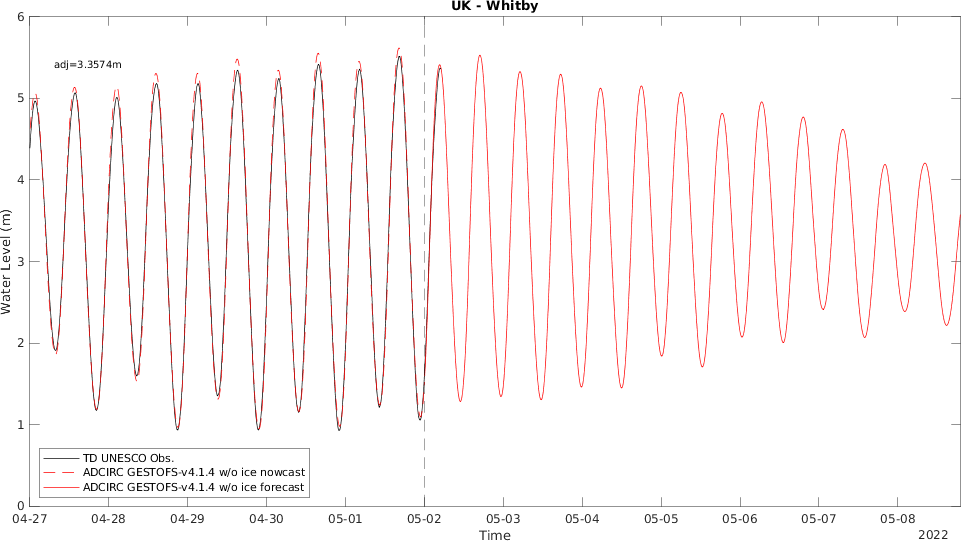 UK - Whitby
adj=3.3574m
Water Level (m)
6
5
4
3
2
1
0
TD UNESCO Obs.
ADCIRC GESTOFS-v4.1.4 w/o ice nowcast
ADCIRC GESTOFS-v4.1.4 w/o ice forecast
04-27 04-28 04-29 04-30 05-01 05-02 05-03 05-04 05-05 05-06 05-07 05-08
Time
2022